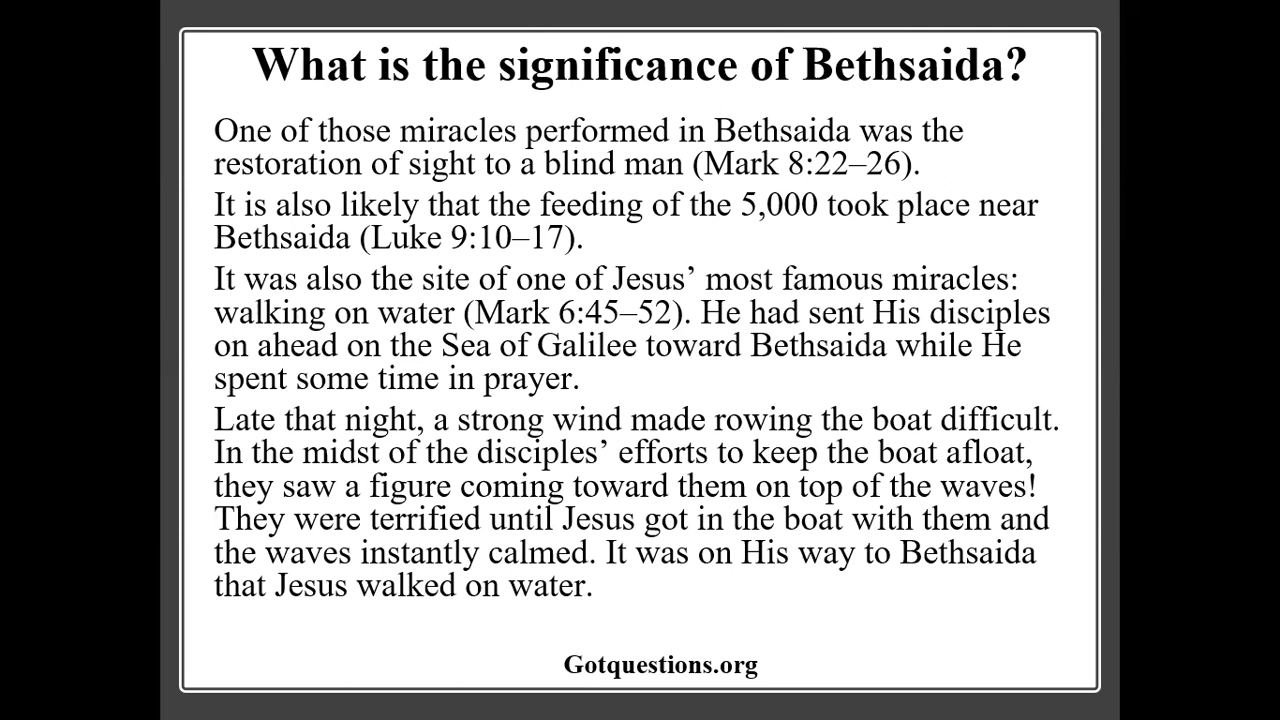 What is the significance of Bethsaida?
One of those miracles performed in Bethsaida was the
restoration of sight to a blind man (Mark 8:22–26).
It is also likely that the feeding of the 5,000 took place near
Bethsaida (Luke 9:10–17).
It was also the site of one of Jesus’ most famous miracles:
walking on water (Mark 6:45–52). He had sent His disciples
on ahead on the Sea of Galilee toward Bethsaida while He
spent some time in prayer.
Late that night, a strong wind made rowing the boat difficult.
In the midst of the disciples’ efforts to keep the boat afloat,
they saw a figure coming toward them on top of the waves!
They were terrified until Jesus got in the boat with them and
the waves instantly calmed. It was on His way to Bethsaida
that Jesus walked on water.
Gotquestions.org